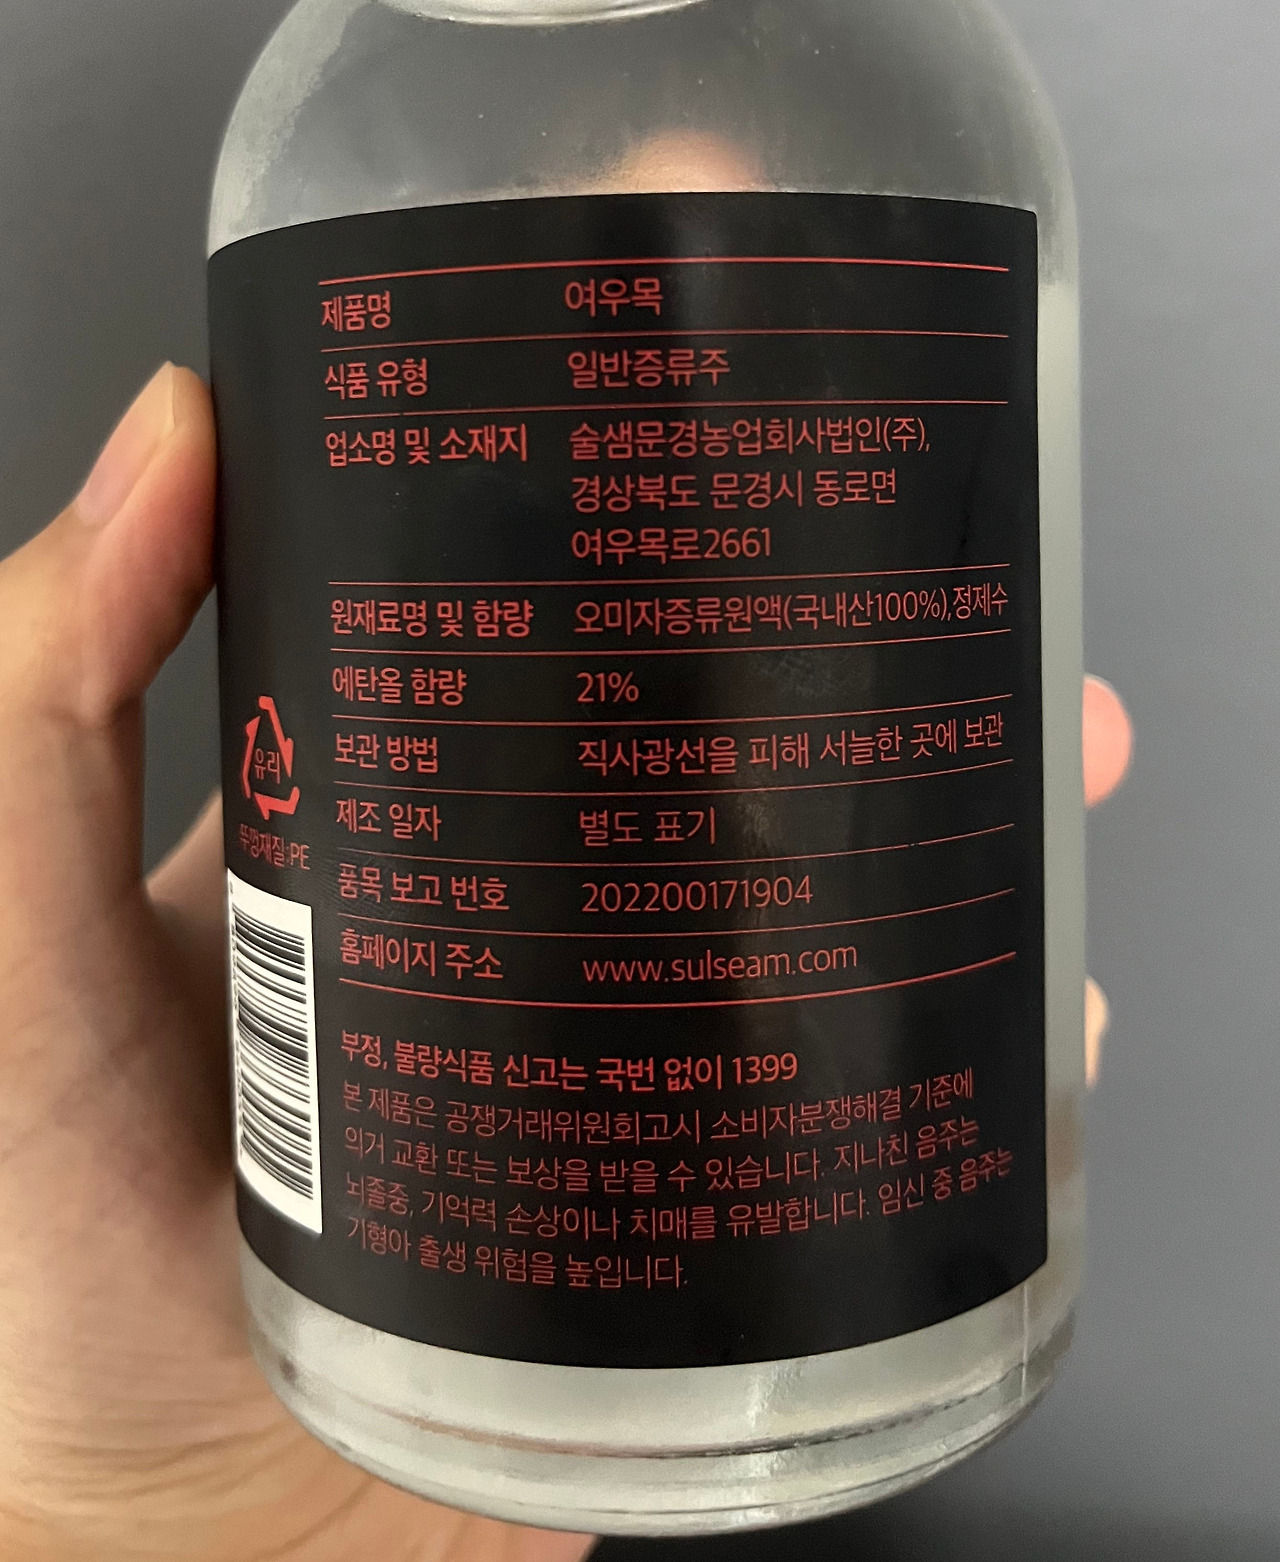 제품명 여우목
식품 유형 일반증류주
업소명 및 소재지 술샘문경농업회사법인(주),
경상북도 문경시 동로면
여우목로2661
원재료명 및 함량 오미자증류원액(국내산100%),정제수
에탄올 함량 21%
보관 방법 직사광선을 피해 서늘한 곳에 보관
제조 일자 별도 표기
품목 보고 번호 202200171904
홈페이지 주소 www.sulseam.com
유리
뚜껑재질:PE
부정, 불량식품 신고는 국번 없이 1399
본 제품은 공쟁거래위원회고시 소비자분쟁해결 기준에
의거 교환 또는 보상을 받을 수 있습니다. 지나친 음주는
뇌졸중, 기억력 손상이나 치매를 유발합니다. 임신 중 음주는
기형아 출생 위험을 높입니다.